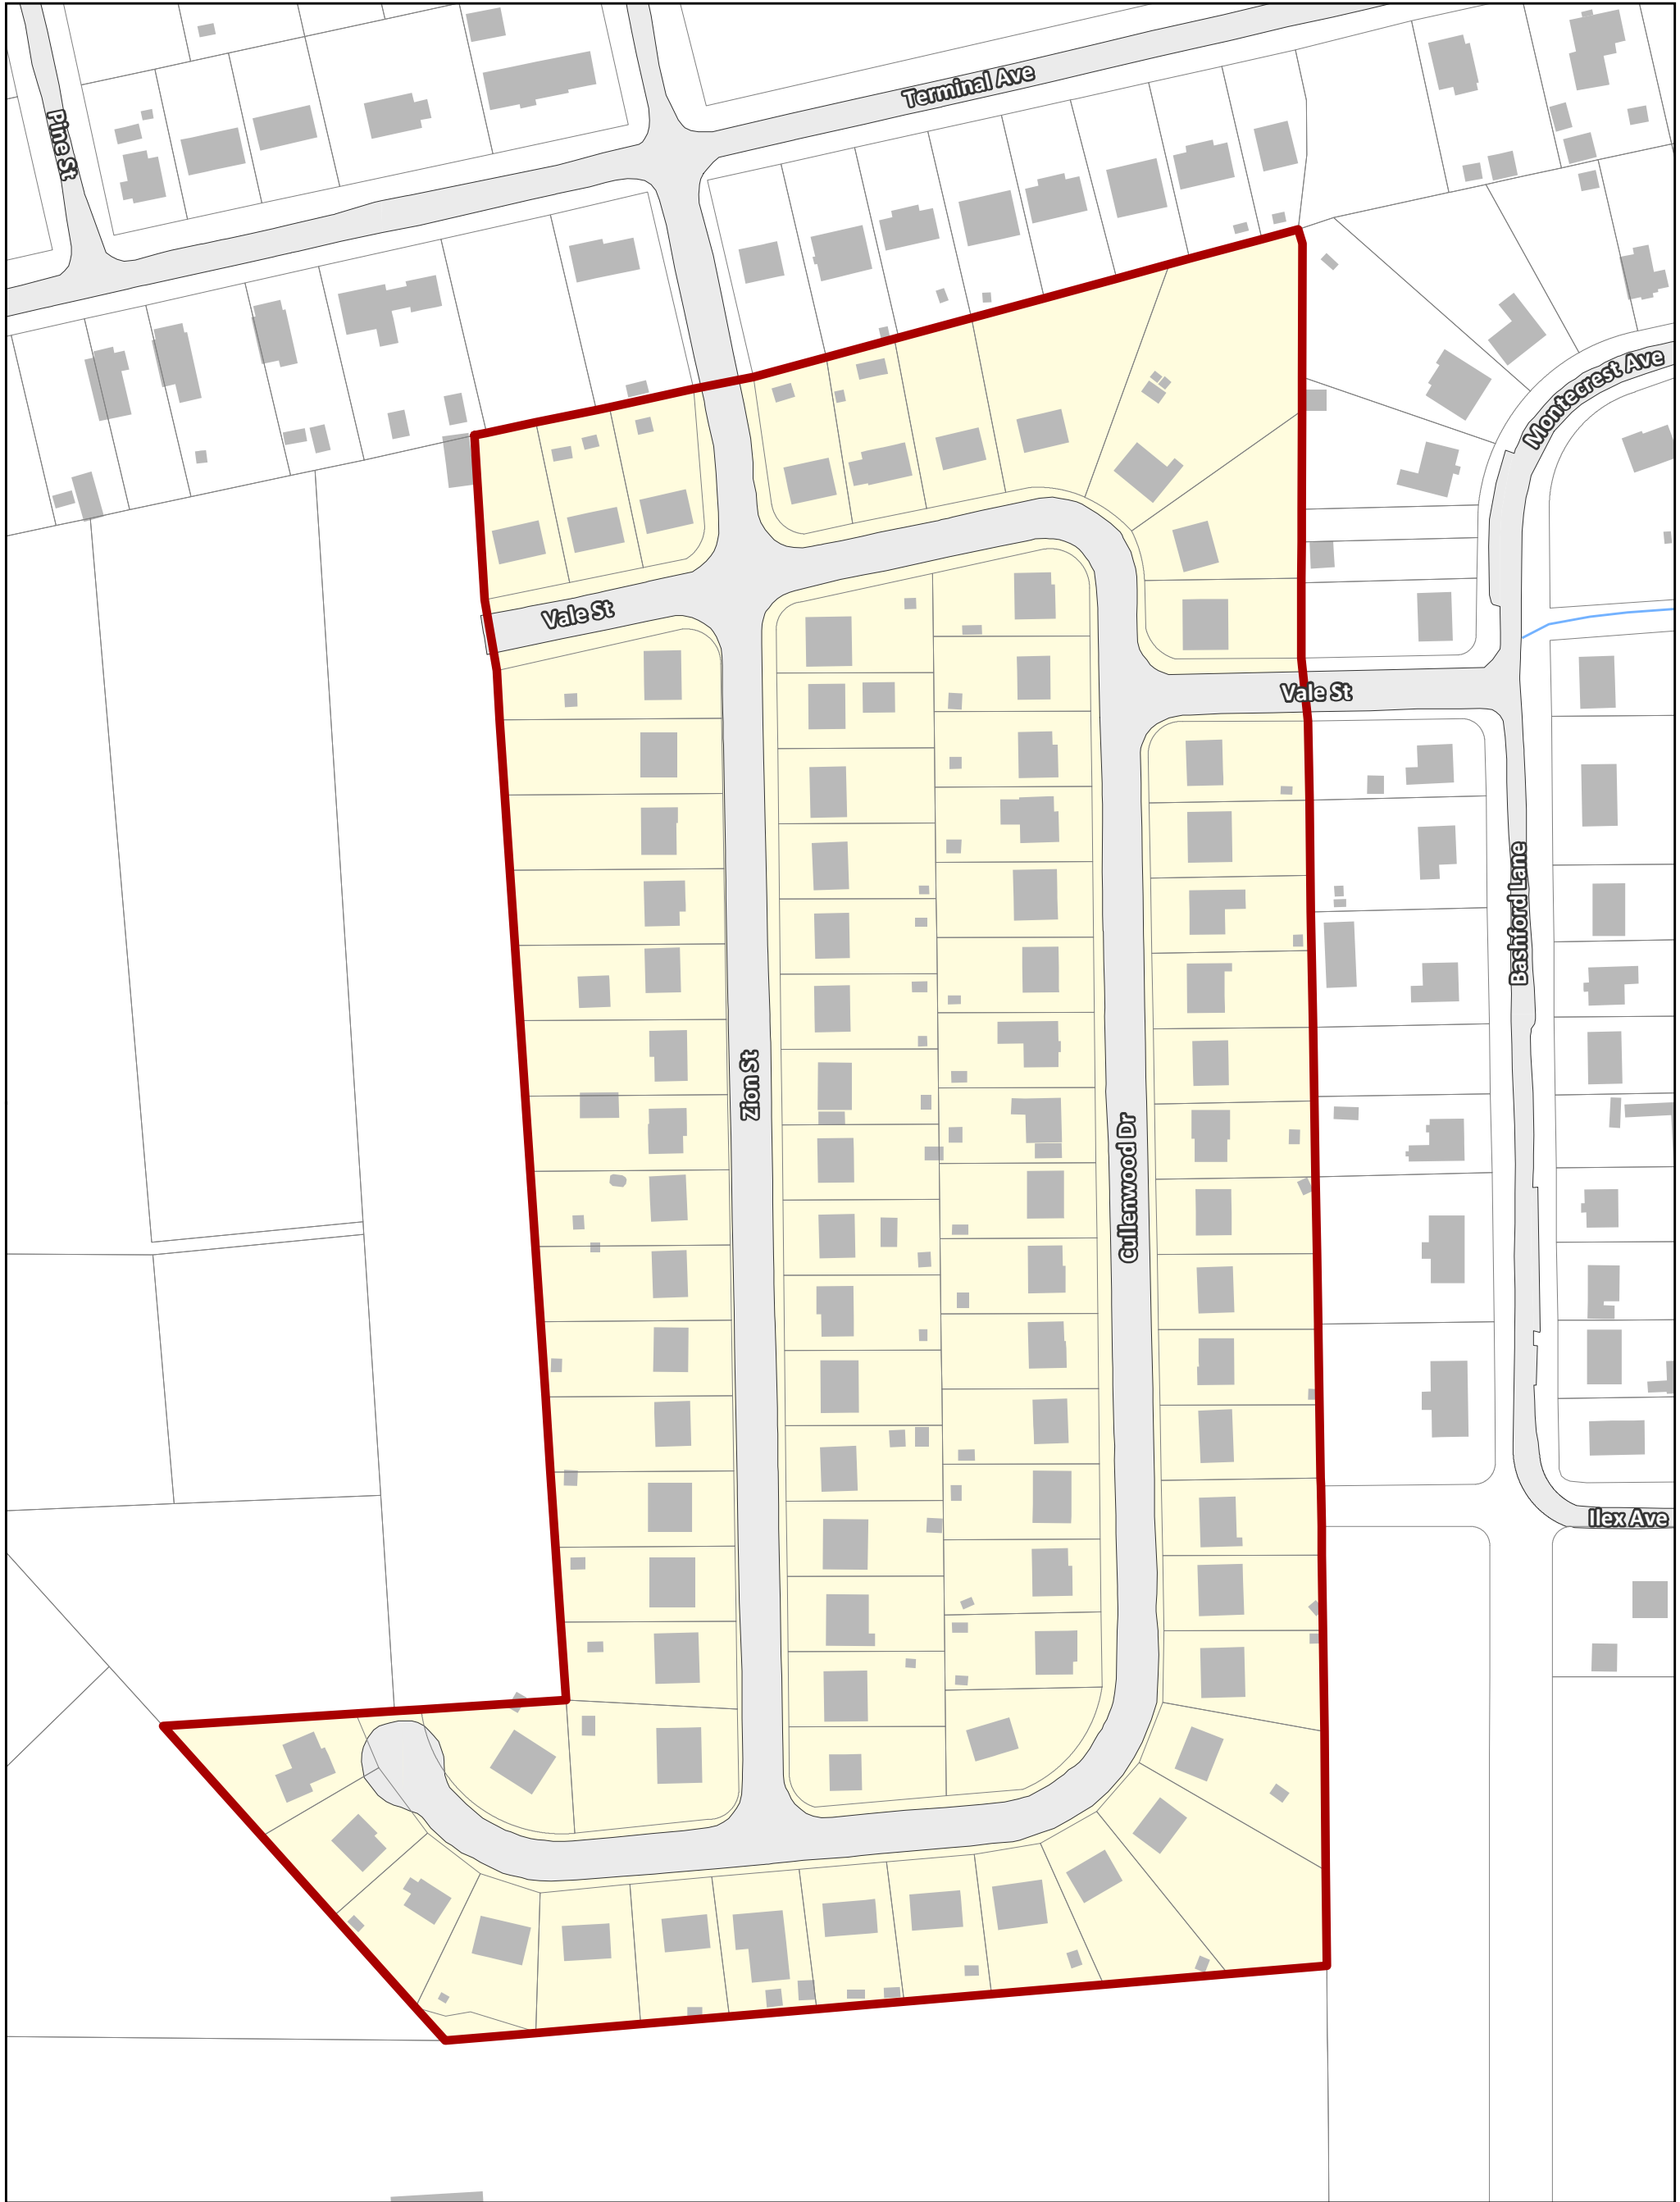 Terminal Ave
Pine St
Montecrest Ave
Vale St
Vale St
Bashford Lane
Zion St
Cullenwood Dr
Ilex Ave